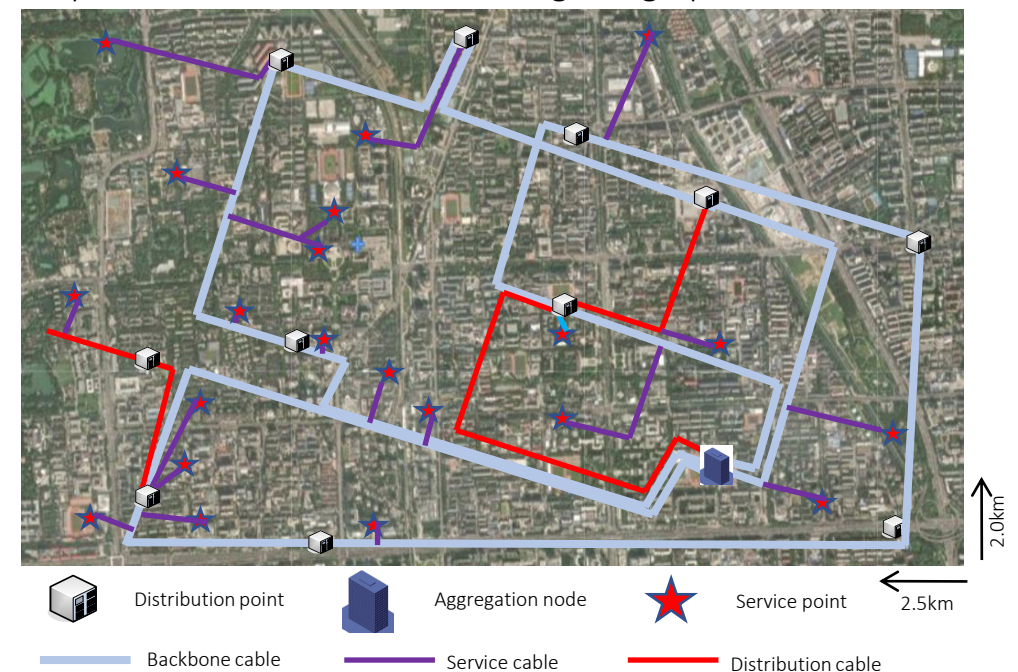 2.0km
2.5km
Distribution point
Aggregation node
Service point
Backbone cable
Service cable
Distribution cable